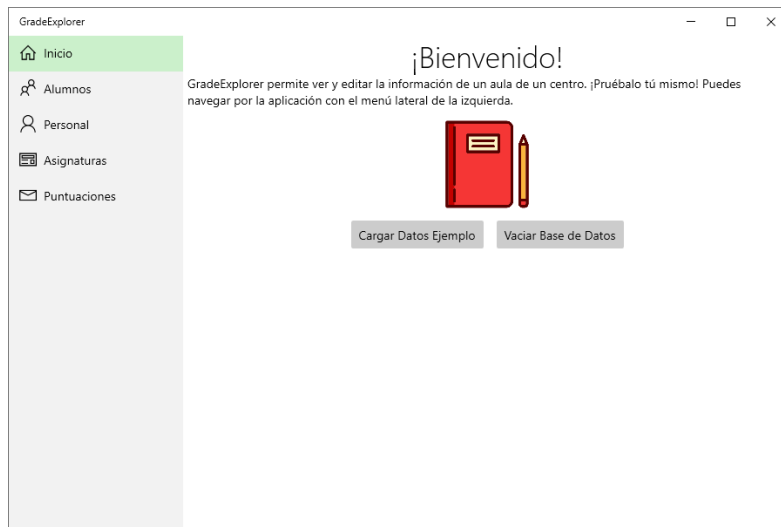 GradeExplorer
Inicio
Alumnos
Personal
Asignaturas
Puntuaciones
¡Bienvenido!
GradeExplorer permite ver y editar la información de un aula de un centro. ¡Pruébalo tú mismo! Puedes
navegar por la aplicación con el menú lateral de la izquierda.
Cargar Datos Ejemplo
Vaciar Base de Datos